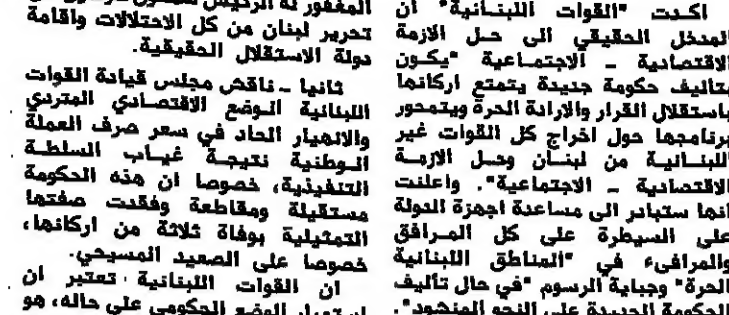 اكدت "القوات اللبنانية" ان
المدخل الحقيقي الى حل الازمة
الاقتصادية ـ الاجتماعية "يكون
بتأليف حكومة جديدة يتمتع اركانها
باستقلال القرار والارادة الحرة ويتمحور
برنامجها حول اخراج كل القوات غير
اللبنانية من لبنان وحل الازمة
الاقتصادية ـ الاجتماعية". واعلنت
انها ستبادر الى مساعدة اجهزة الدولة
على السيطرة على كل المرافق
والمرافىء في "المناطق اللبنانية
الحرة" وجباية الرسوم "في حال تأليف
الحكومة الجديدة على النحو المنشود".
المغفور له الرئيس
تحرير لبنان من كل الاحتلالات واقامة
دولة الاستقلال الحقيقية.
ثانيا ـ ناقش مجلس قيادة القوات
اللبنانية الوضع الاقتصادي المتردي
والانهيار الحاد في سعر صرف العملة
الوطنية نتيجة غياب السلطة
التنفيذية، خصوصا ان هذه الحكومة
مستقيلة ومقاطعة وفقدت صفتها
التمثيلية بوفاة ثلاثة من اركانها،
خصوصا على الصعيد المسيحي.
ان القوات اللبنانية تعتبر ان
استمرار الوضع الحكومي على حاله، هو